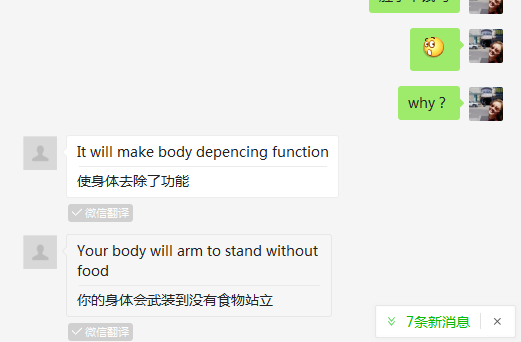 why ?
It will make body depencing function
使身体去除了功能
微信翻译
Your body will arm to stand without
food
你的身体会武装到没有食物站立
微信翻译
7条新消息